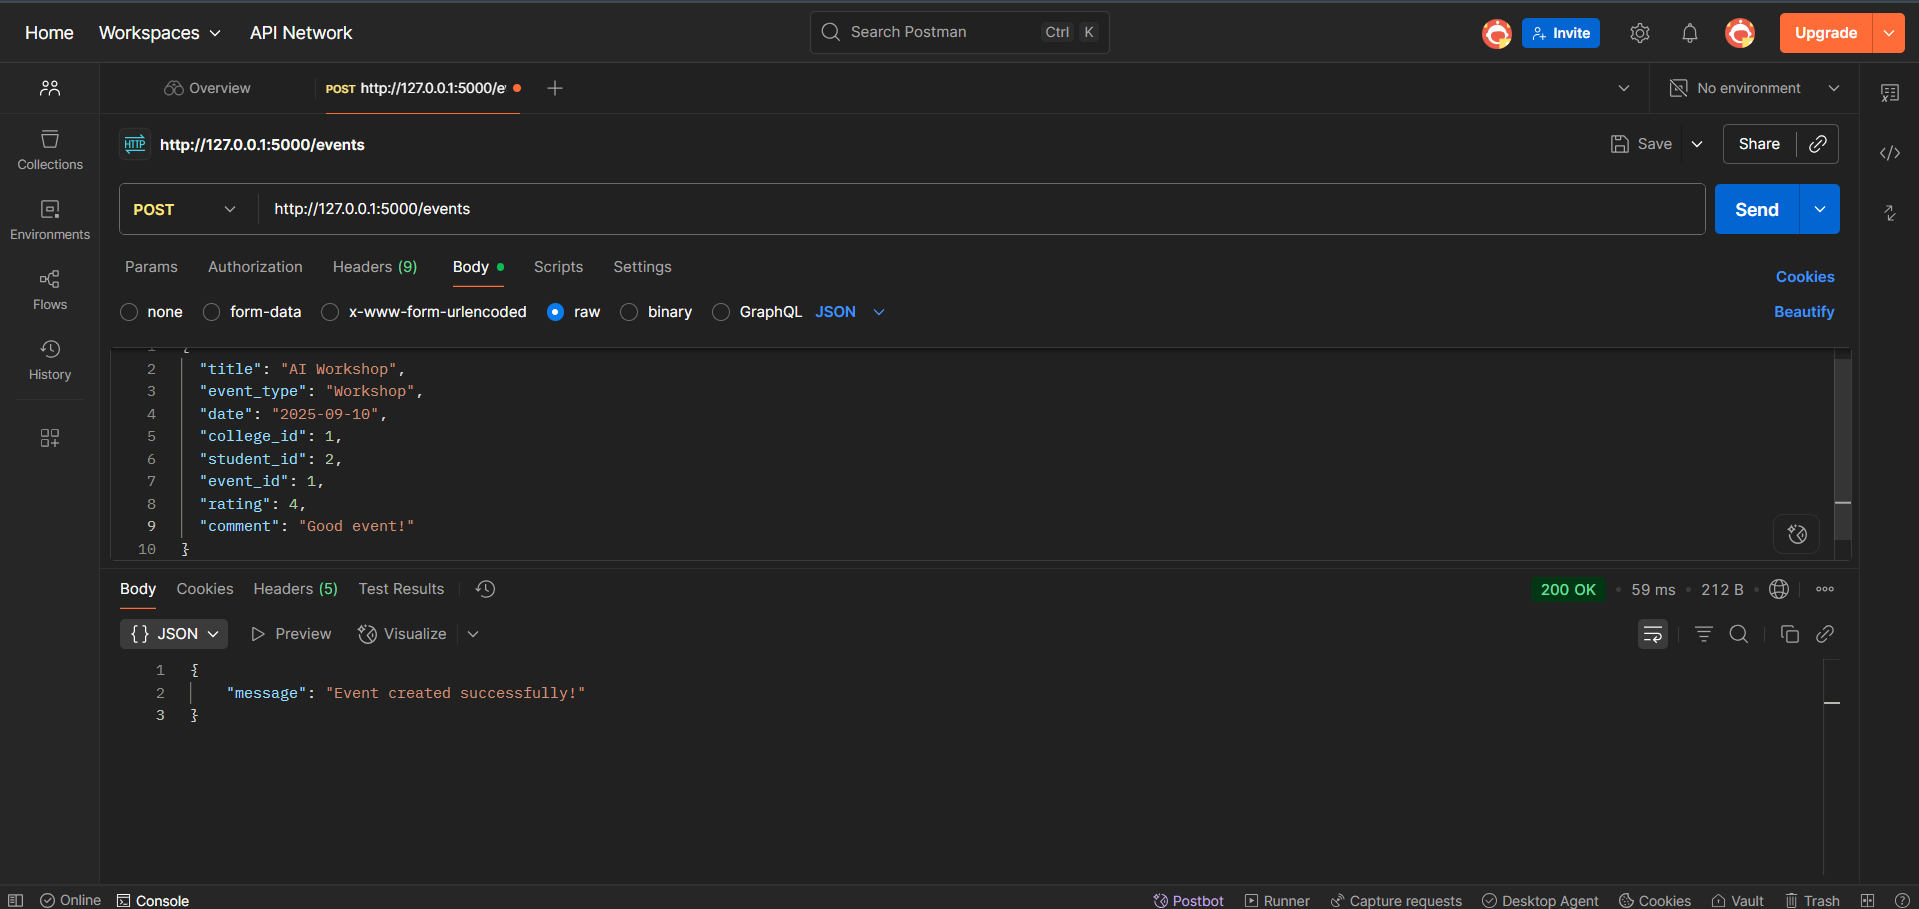 Home Workspaces API Network Search Postman Ctrl K Invite Upgrade
Overview POST http://127.0.0.1:5000/e No environment
HTTP http://127.0.0.1:5000/events Save Share
POST http://127.0.0.1:5000/events Send
Params Authorization Headers (9) Body Scripts Settings Cookies
none form-data x-www-form-urlencoded raw binary GraphQL JSON Beautify
Collections
Environments
Flows
History
1 {
2 "title": "AI Workshop",
3 "event_type": "Workshop",
4 "date": "2025-09-10",
5 "college_id": 1,
6 "student_id": 2,
7 "event_id": 1,
8 "rating": 4,
9 "comment": "Good event!"
10 }
Body Cookies Headers (5) Test Results 200 OK 59 ms 212 B
{} JSON Preview Visualize
1 {
2 "message": "Event created successfully!"
3 }
Online Console Postbot Runner Capture requests Desktop Agent Cookies Vault Trash